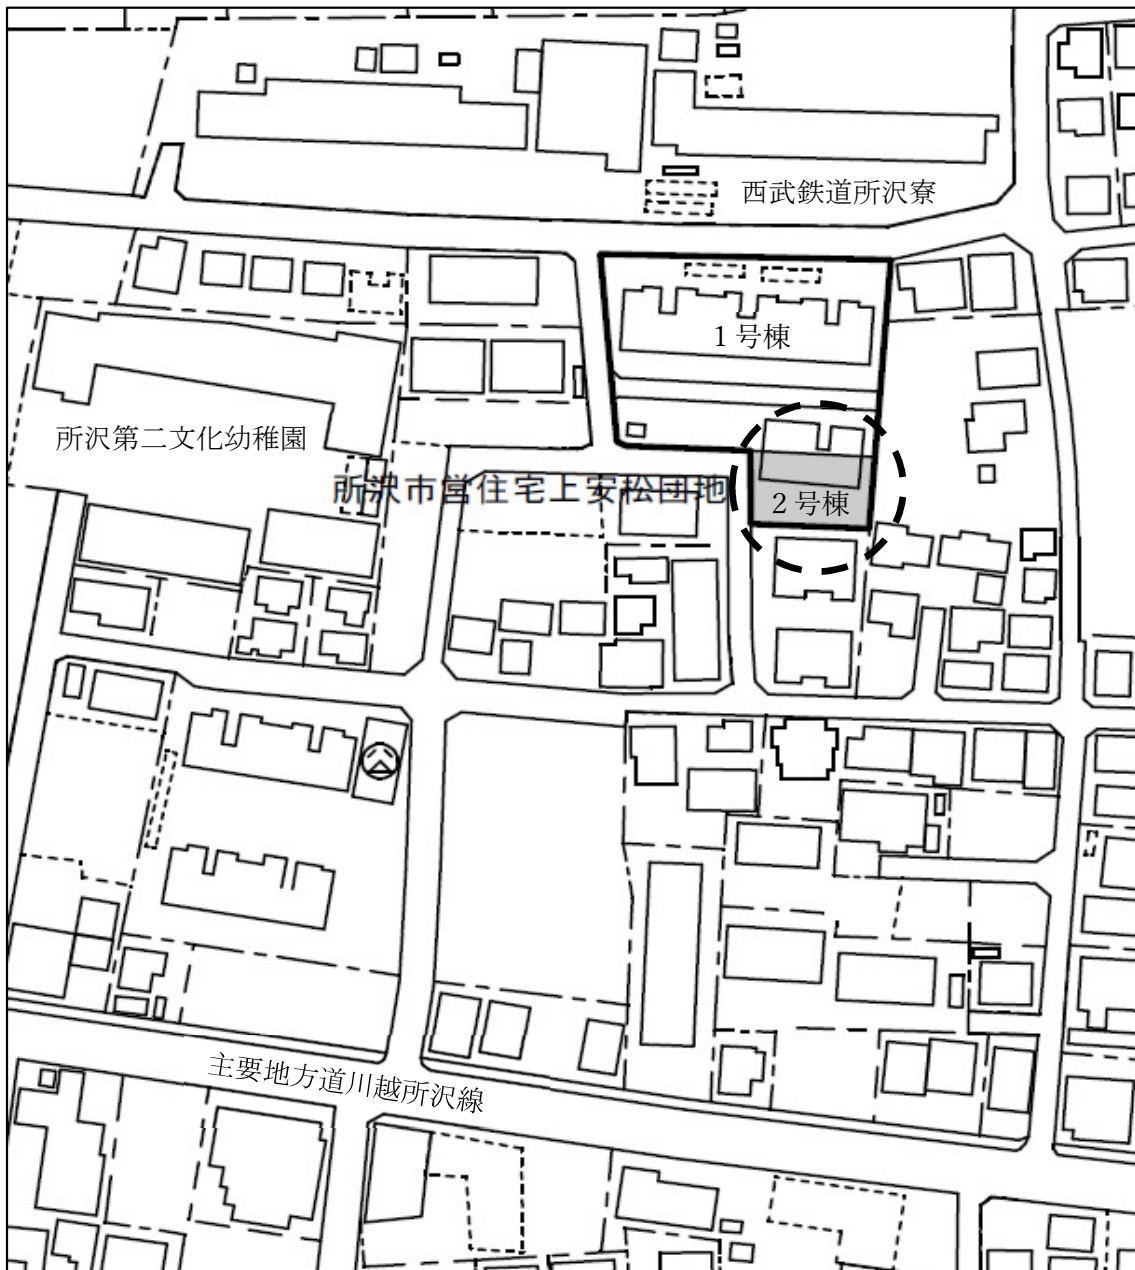 西武鉄道所沢寮
1号棟
所沢第二文化幼稚園
所沢市営住宅上安松団地
2号棟
主要地方道川越所沢線